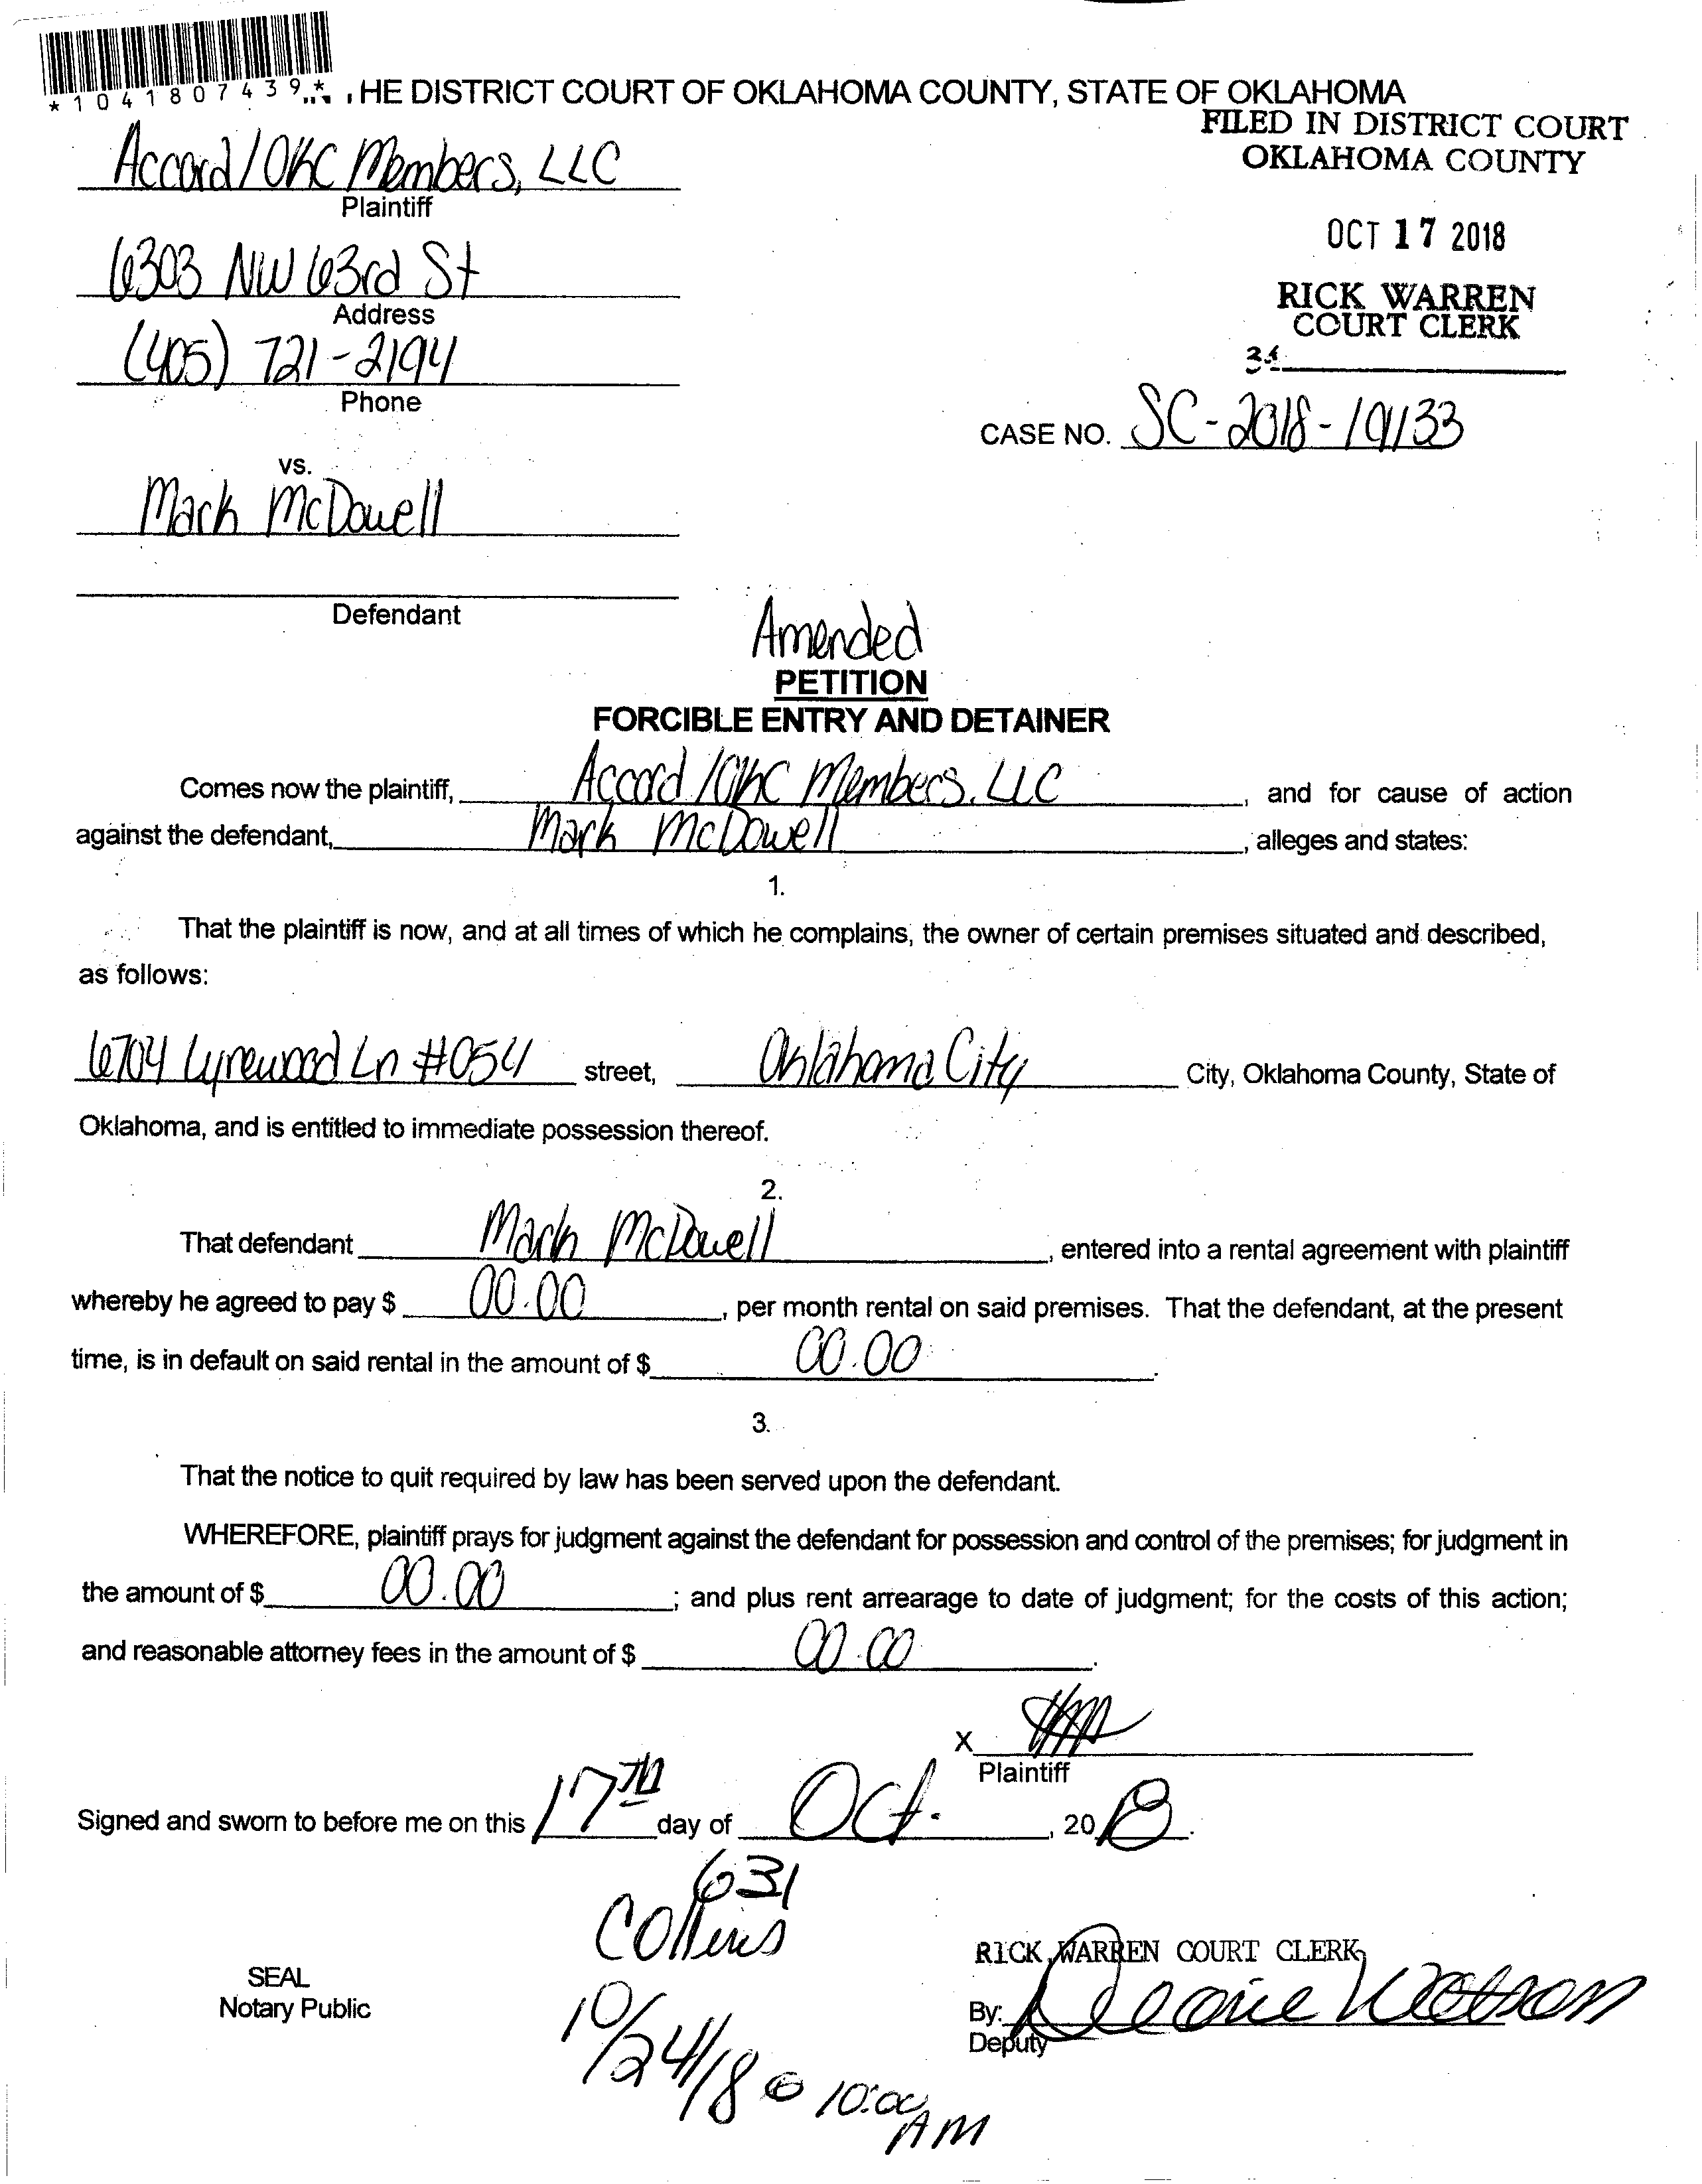 *1041807439*
HE DISTRICT COURT OF OKLAHOMA COUNTY, STATE OF OKLAHOMA
FILED IN DISTRICT COURT
OKLAHOMA COUNTY
Accord/OKC Members, LLC
Plaintiff
OCT 17 2018
6303 NW 63rd St
Address
RICK WARREN
COURT CLERK
(405) 721-2194
Phone
CASE NO. SC-2018-19133
vs.
Mark McDowell
Defendant
Amended
PETITION
FORCIBLE ENTRY AND DETAINER
Comes now the plaintiff, Accord/OKC Members, LLC, and for cause of action
against the defendant, Mark McDowell, alleges and states:
1.
That the plaintiff is now, and at all times of which he complains, the owner of certain premises situated and described,
as follows:
6704 Lyrewood Ln #054 street, Oklahoma City City, Oklahoma County, State of
Oklahoma, and is entitled to immediate possession thereof.
2.
That defendant Mark McDowell, entered into a rental agreement with plaintiff
whereby he agreed to pay $ 00.00, per month rental on said premises. That the defendant, at the present
time, is in default on said rental in the amount of $ 00.00.
3.
That the notice to quit required by law has been served upon the defendant.
WHEREFORE, plaintiff prays for judgment against the defendant for possession and control of the premises; for judgment in
the amount of $ 00.00; and plus rent arrearage to date of judgment; for the costs of this action;
and reasonable attorney fees in the amount of $ 00.00.
X
Plaintiff
Signed and sworn to before me on this 17TH day of Oct., 2018.
631
Collins
RICK WARREN COURT CLERK
SEAL
Notary Public
By:
Deputy
10/24/18 @ 10:00
AM